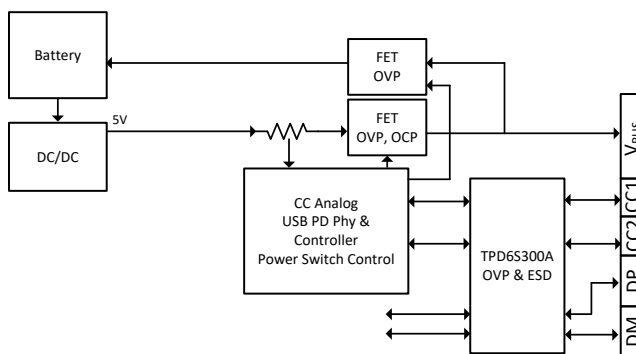 Battery
FET
OVP
5V
FET
OVP, OCP
DC/DC
CC Analog
USB PD Phy &
Controller
Power Switch Control
TPD6S300A
OVP & ESD
VBUS
CC1
CC2
DP
DM